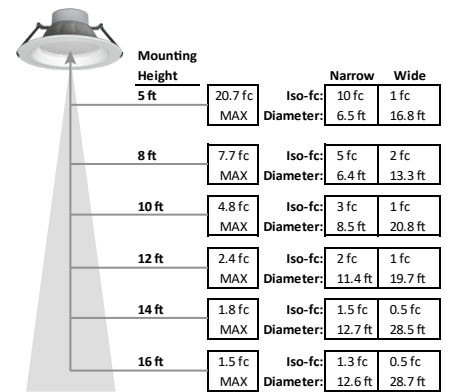 Mounting
Height Narrow Wide
5 ft 20.7 fc Iso-fc: 10 fc 1 fc
MAX Diameter: 6.5 ft 16.8 ft
8 ft 7.7 fc Iso-fc: 5 fc 2 fc
MAX Diameter: 6.4 ft 13.3 ft
10 ft 4.8 fc Iso-fc: 3 fc 1 fc
MAX Diameter: 8.5 ft 20.8 ft
12 ft 2.4 fc Iso-fc: 2 fc 1 fc
MAX Diameter: 11.4 ft 19.7 ft
14 ft 1.8 fc Iso-fc: 1.5 fc 0.5 fc
MAX Diameter: 12.7 ft 28.5 ft
16 ft 1.5 fc Iso-fc: 1.3 fc 0.5 fc
MAX Diameter: 12.6 ft 28.7 ft